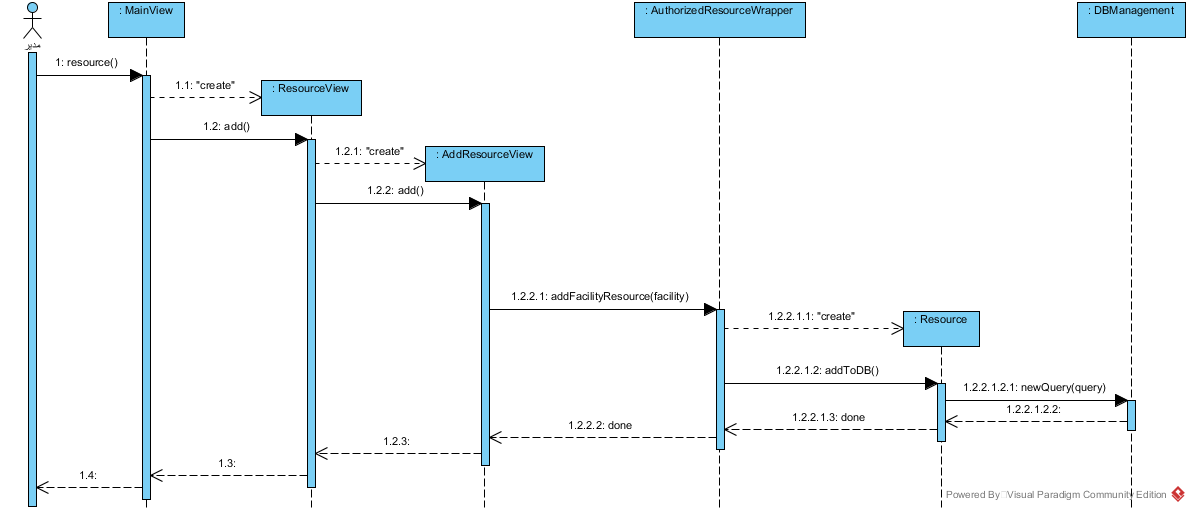 : MainView
: AuthorizedResourceWrapper
: DBManagement
مدیر
1: resource()
1.1: "create"
: ResourceView
1.2: add()
1.2.1: "create"
: AddResourceView
1.2.2: add()
1.2.2.1: addFacilityResource(facility)
1.2.2.1.1: "create"
: Resource
1.2.2.1.2: addToDB()
1.2.2.1.2.1: newQuery(query)
1.2.2.1.2.2:
1.2.2.1.3: done
1.2.2.2: done
1.2.3:
1.3:
1.4:
Powered By Visual Paradigm Community Edition